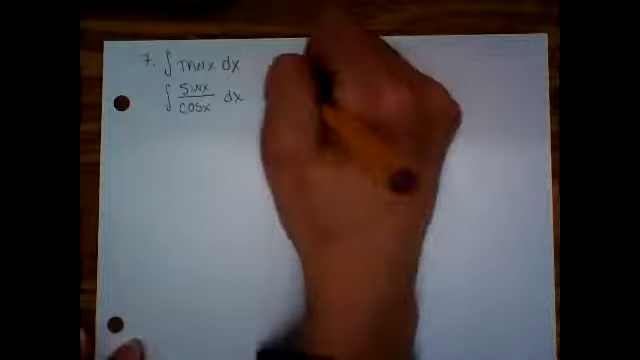 7. ∫ TANX dx
∫ SINX/COSX dx